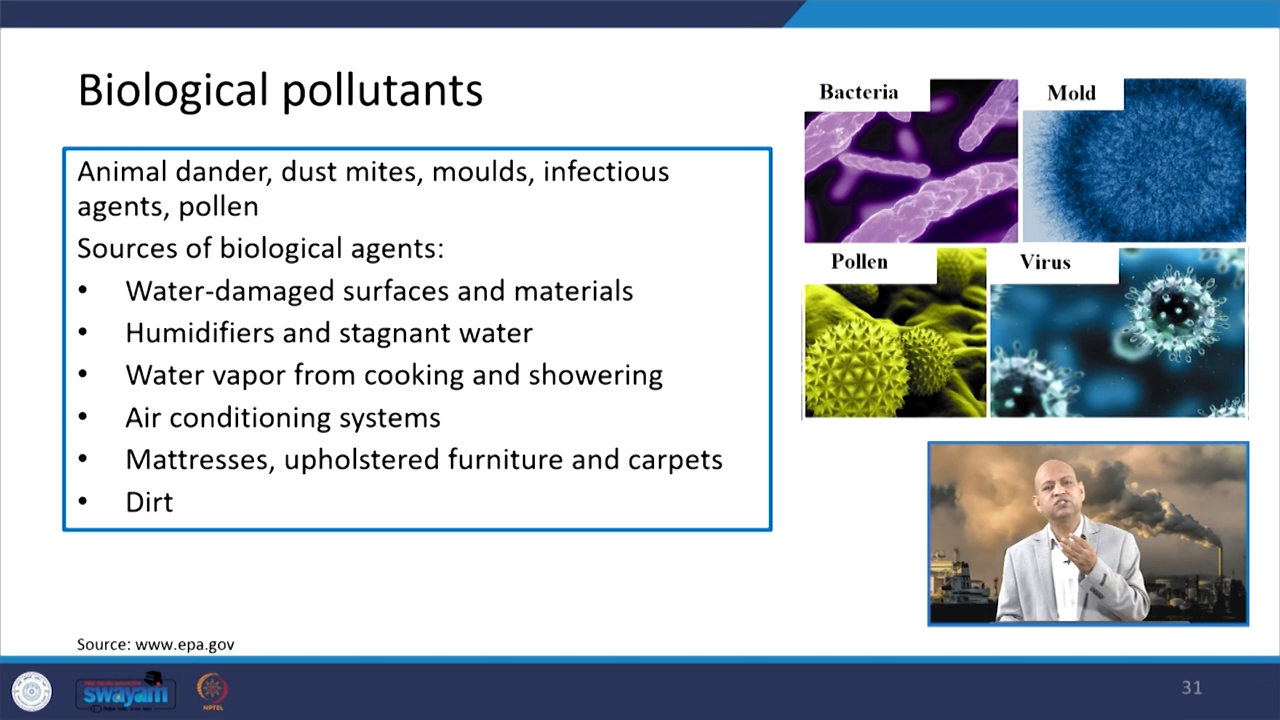 Biological pollutants
Animal dander, dust mites, moulds, infectious
agents, pollen
Sources of biological agents:
• Water-damaged surfaces and materials
• Humidifiers and stagnant water
• Water vapor from cooking and showering
• Air conditioning systems
• Mattresses, upholstered furniture and carpets
• Dirt
Bacteria
Mold
Pollen
Virus
Source: www.epa.gov
swayam
NPTEL
31